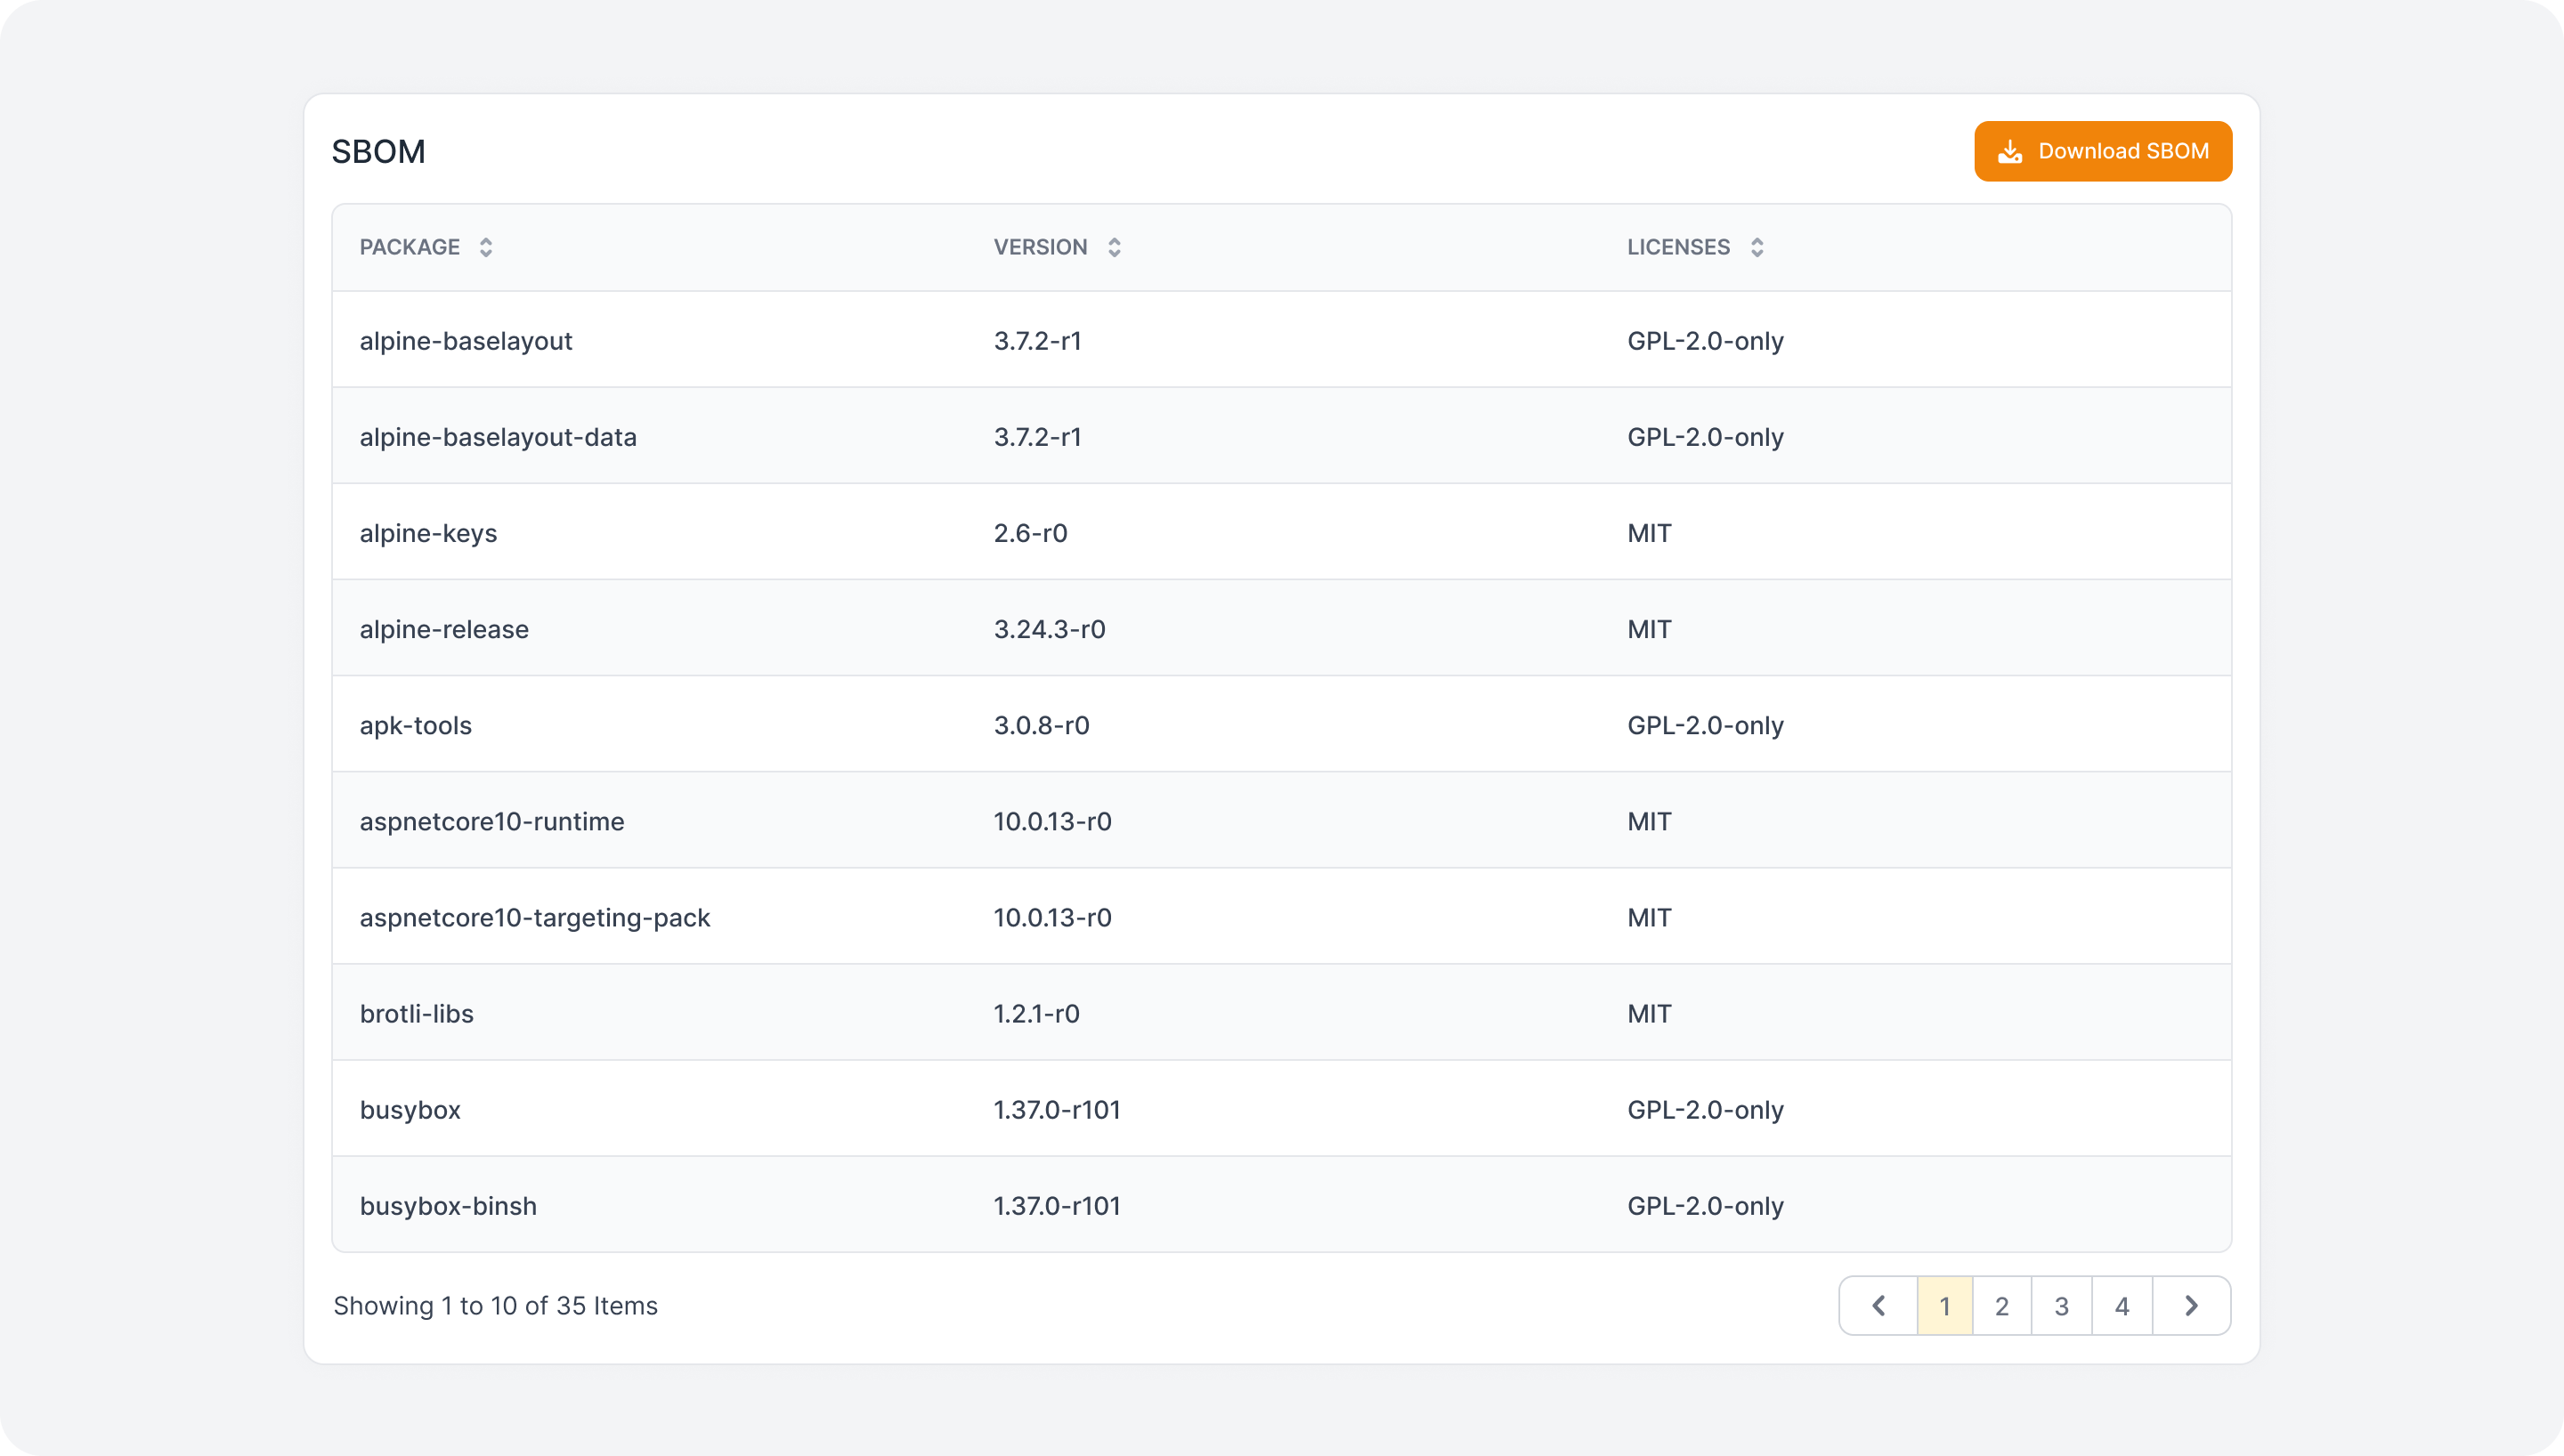 SBOM
Download SBOM
PACKAGE VERSION LICENSES
alpine-baselayout 3.7.2-r1 GPL-2.0-only
alpine-baselayout-data 3.7.2-r1 GPL-2.0-only
alpine-keys 2.6-r0 MIT
alpine-release 3.24.3-r0 MIT
apk-tools 3.0.8-r0 GPL-2.0-only
aspnetcore10-runtime 10.0.13-r0 MIT
aspnetcore10-targeting-pack 10.0.13-r0 MIT
brotli-libs 1.2.1-r0 MIT
busybox 1.37.0-r101 GPL-2.0-only
busybox-binsh 1.37.0-r101 GPL-2.0-only
Showing 1 to 10 of 35 Items
1 2 3 4